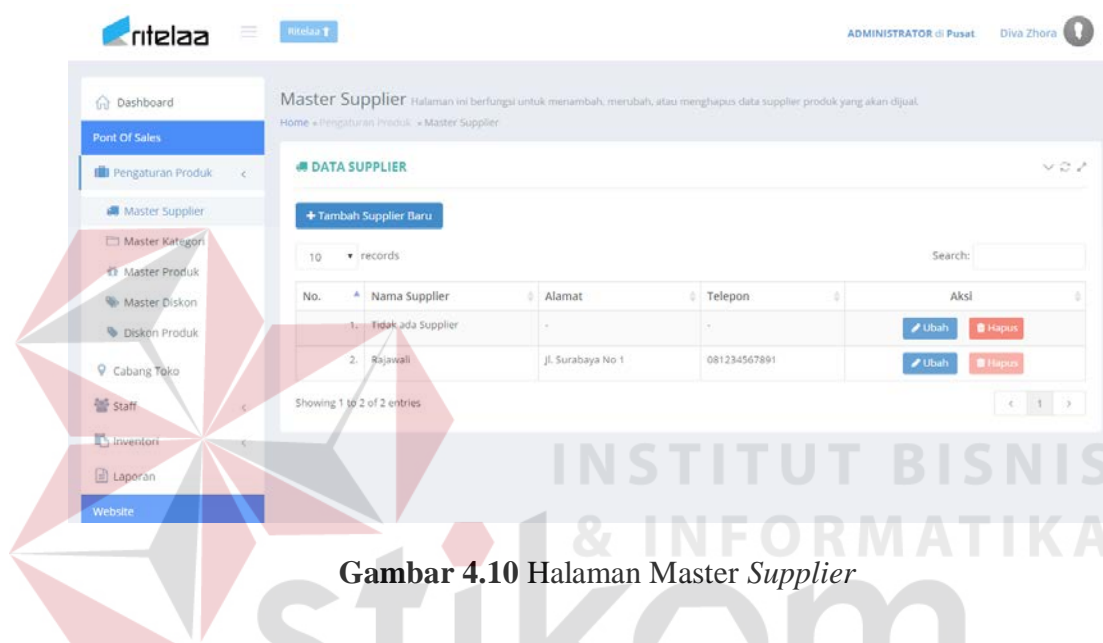 ritelaa
Ritelaa
ADMINISTRATOR di Pusat
Diva Zhora
Dashboard
Pont Of Sales
Pengaturan Produk
Master Supplier
Master Kategori
Master Produk
Master Diskon
Diskon Produk
Cabang Toko
Staff
Inventori
Laporan
Website
Master Supplier Halaman ini berfungsi untuk menambah, merubah, atau menghapus data supplier produk yang akan dijual.
Home » Pengaturan Produk » Master Supplier
DATA SUPPLIER
+ Tambah Supplier Baru
10 records
Search:
No. Nama Supplier Alamat Telepon Aksi
1. Tidak ada Supplier - - Ubah Hapus
2. Rajawali Jl. Surabaya No 1 081234567891 Ubah Hapus
Showing 1 to 2 of 2 entries
< 1 >
INSTITUT BISNIS
& INFORMATIKA
stikom
Gambar 4.10 Halaman Master Supplier